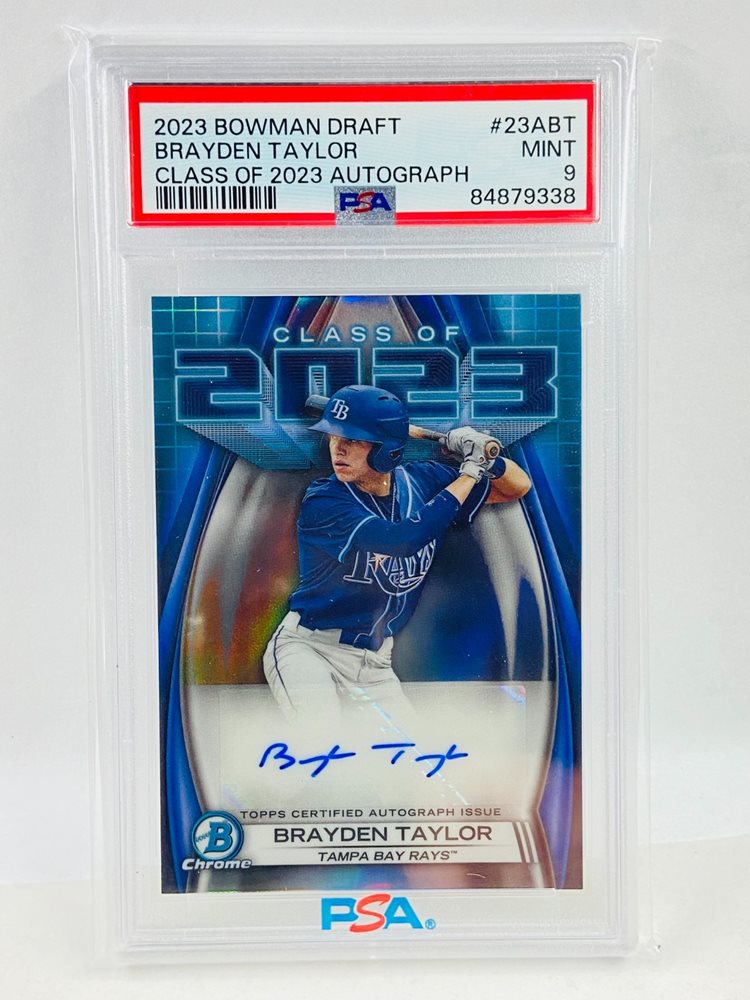 2023 BOWMAN DRAFT #23ABT
BRAYDEN TAYLOR MINT
CLASS OF 2023 AUTOGRAPH 9
PSA 84879338
CLASS OF
2023
TB
RAYS
TOPPS CERTIFIED AUTOGRAPH ISSUE
B
BRAYDEN TAYLOR
Chrome
TAMPA BAY RAYS™
PSA®